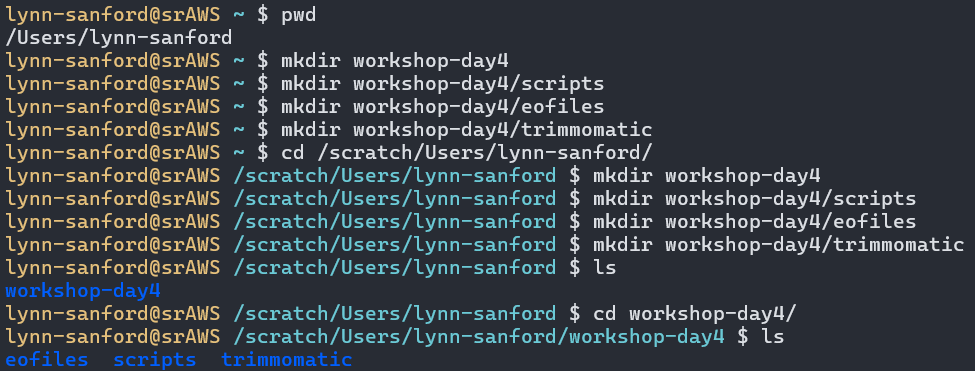 lynn-sanford@srAWS ~ $ pwd
/Users/lynn-sanford
lynn-sanford@srAWS ~ $ mkdir workshop-day4
lynn-sanford@srAWS ~ $ mkdir workshop-day4/scripts
lynn-sanford@srAWS ~ $ mkdir workshop-day4/eofiles
lynn-sanford@srAWS ~ $ mkdir workshop-day4/trimmomatic
lynn-sanford@srAWS ~ $ cd /scratch/Users/lynn-sanford/
lynn-sanford@srAWS /scratch/Users/lynn-sanford $ mkdir workshop-day4
lynn-sanford@srAWS /scratch/Users/lynn-sanford $ mkdir workshop-day4/scripts
lynn-sanford@srAWS /scratch/Users/lynn-sanford $ mkdir workshop-day4/eofiles
lynn-sanford@srAWS /scratch/Users/lynn-sanford $ mkdir workshop-day4/trimmomatic
lynn-sanford@srAWS /scratch/Users/lynn-sanford $ ls
workshop-day4
lynn-sanford@srAWS /scratch/Users/lynn-sanford $ cd workshop-day4/
lynn-sanford@srAWS /scratch/Users/lynn-sanford/workshop-day4 $ ls
eofiles  scripts  trimmomatic